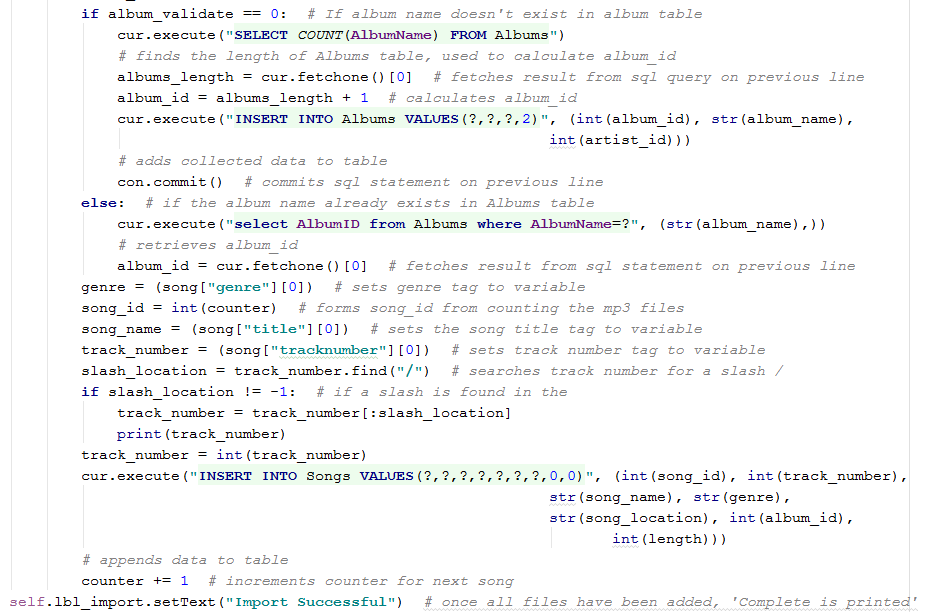 if album_validate == 0:  # If album name doesn't exist in album table
cur.execute("SELECT COUNT(AlbumName) FROM Albums")
# finds the length of Albums table, used to calculate album_id
albums_length = cur.fetchone()[0]  # fetches result from sql query on previous line
album_id = albums_length + 1  # calculates album_id
cur.execute("INSERT INTO Albums VALUES(?,?,?,2)", (int(album_id), str(album_name),
int(artist_id)))
# adds collected data to table
con.commit()  # commits sql statement on previous line
else:  # if the album name already exists in Albums table
cur.execute("select AlbumID from Albums where AlbumName=?", (str(album_name),))
# retrieves album_id
album_id = cur.fetchone()[0]  # fetches result from sql statement on previous line
genre = (song["genre"][0])  # sets genre tag to variable
song_id = int(counter)  # forms song_id from counting the mp3 files
song_name = (song["title"][0])  # sets the song title tag to variable
track_number = (song["tracknumber"][0])  # sets track number tag to variable
slash_location = track_number.find("/")  # searches track number for a slash /
if slash_location != -1:  # if a slash is found in the
track_number = track_number[:slash_location]
print(track_number)
track_number = int(track_number)
cur.execute("INSERT INTO Songs VALUES(?,?,?,?,?,?,?,0,0)", (int(song_id), int(track_number),
str(song_name), str(genre),
str(song_location), int(album_id),
int(length)))
# appends data to table
counter += 1  # increments counter for next song
self.lbl_import.setText("Import Successful")  # once all files have been added, 'Complete is printed'